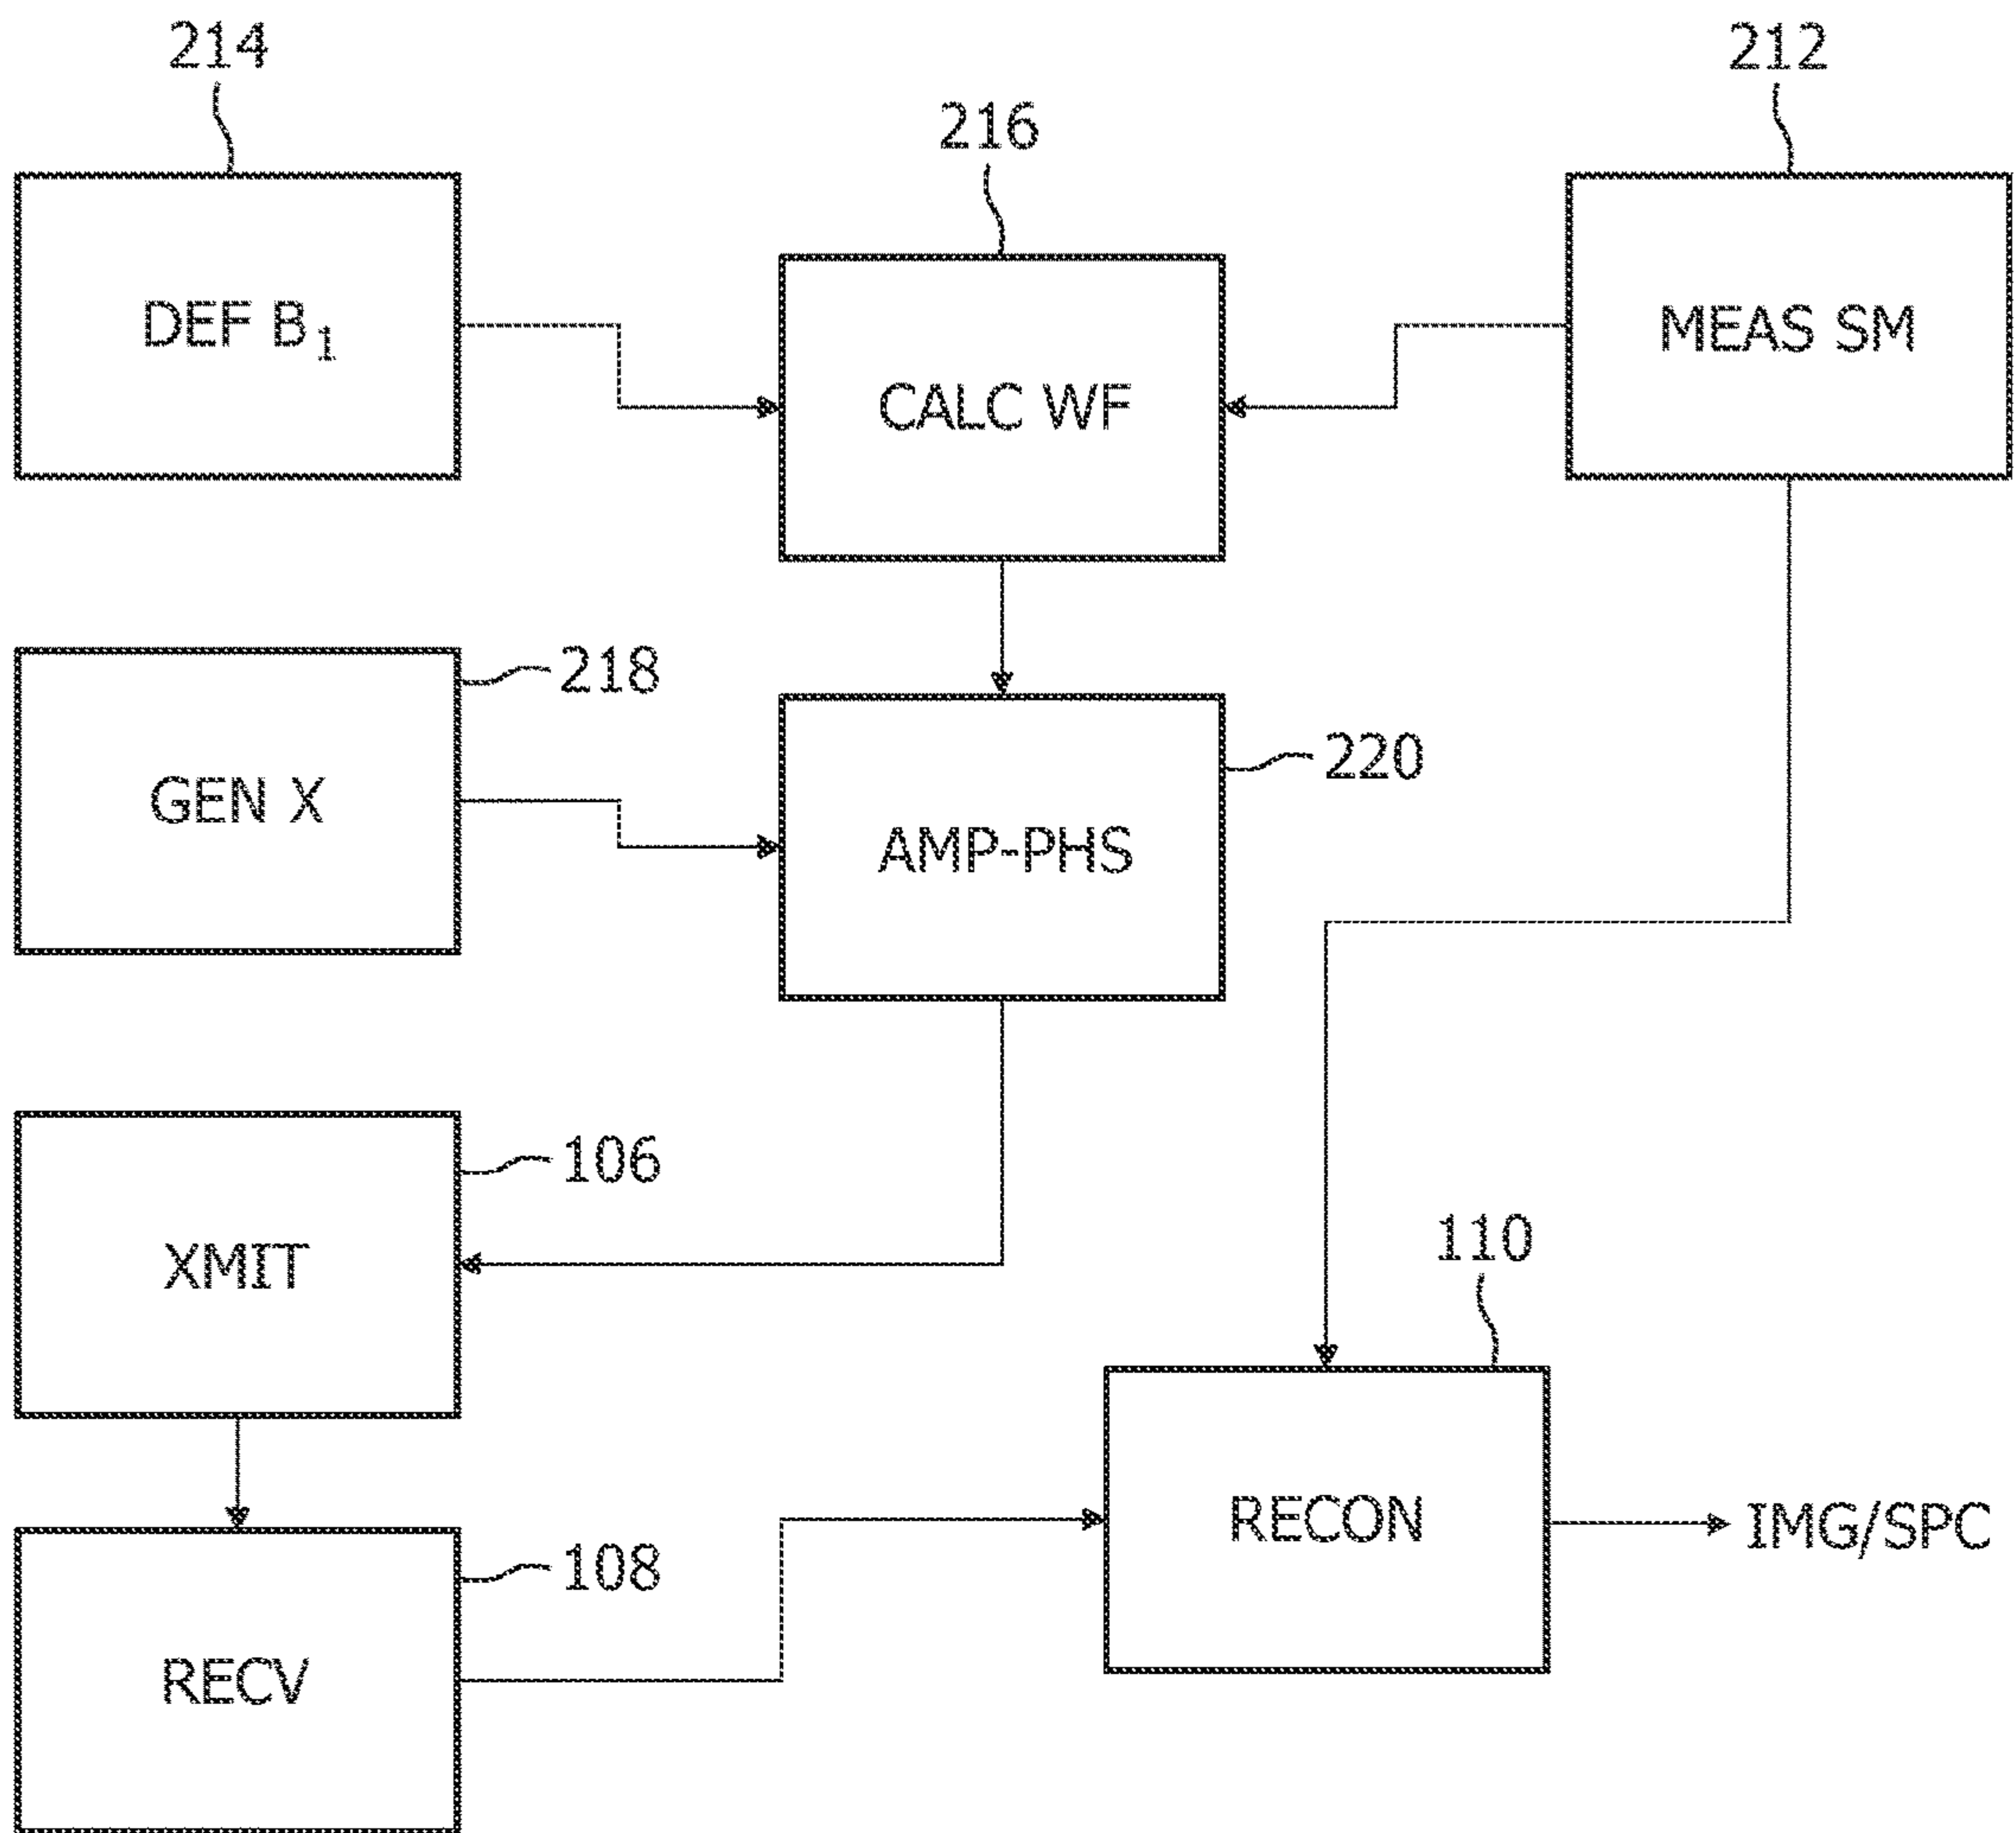 214
212
216
DEF B₁
MEAS SM
CALC WF
218
220
GEN X
AMP-PHS
106
110
XMIT
RECON
IMG/SPC
108
RECV